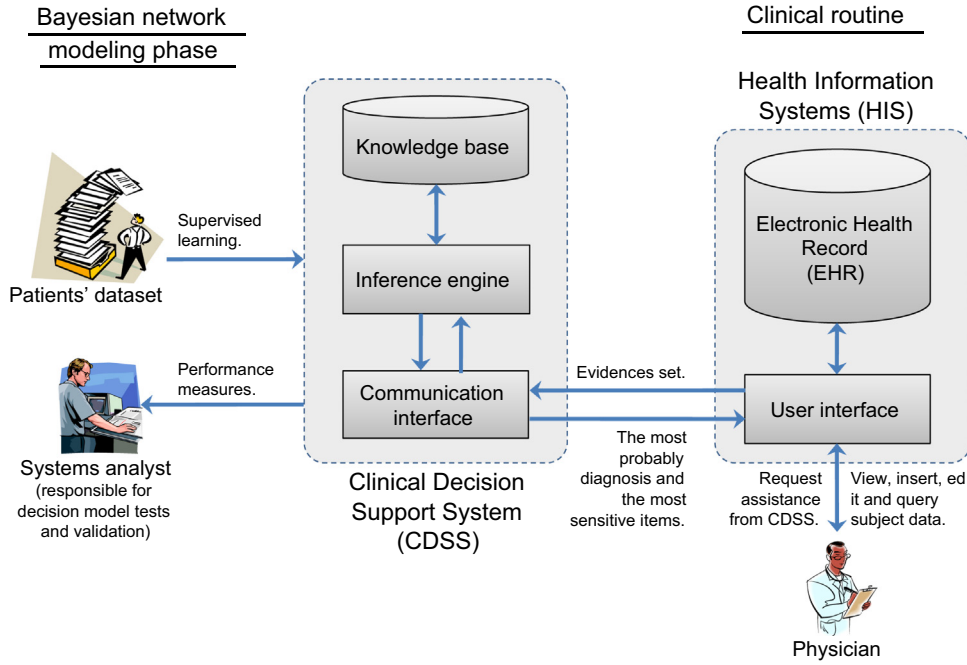 Bayesian network
modeling phase
Clinical routine
Health Information
Systems (HIS)
Knowledge base
Electronic Health
Record
(EHR)
Supervised
learning.
Inference engine
Patients’ dataset
Performance
measures.
Communication
interface
Evidences set.
User interface
The most
probably
diagnosis and
the most
sensitive items.
Systems analyst
(responsible for
decision model tests
and validation)
Clinical Decision
Support System
(CDSS)
Request
assistance
from CDSS.
View, insert, ed
it and query
subject data.
Physician